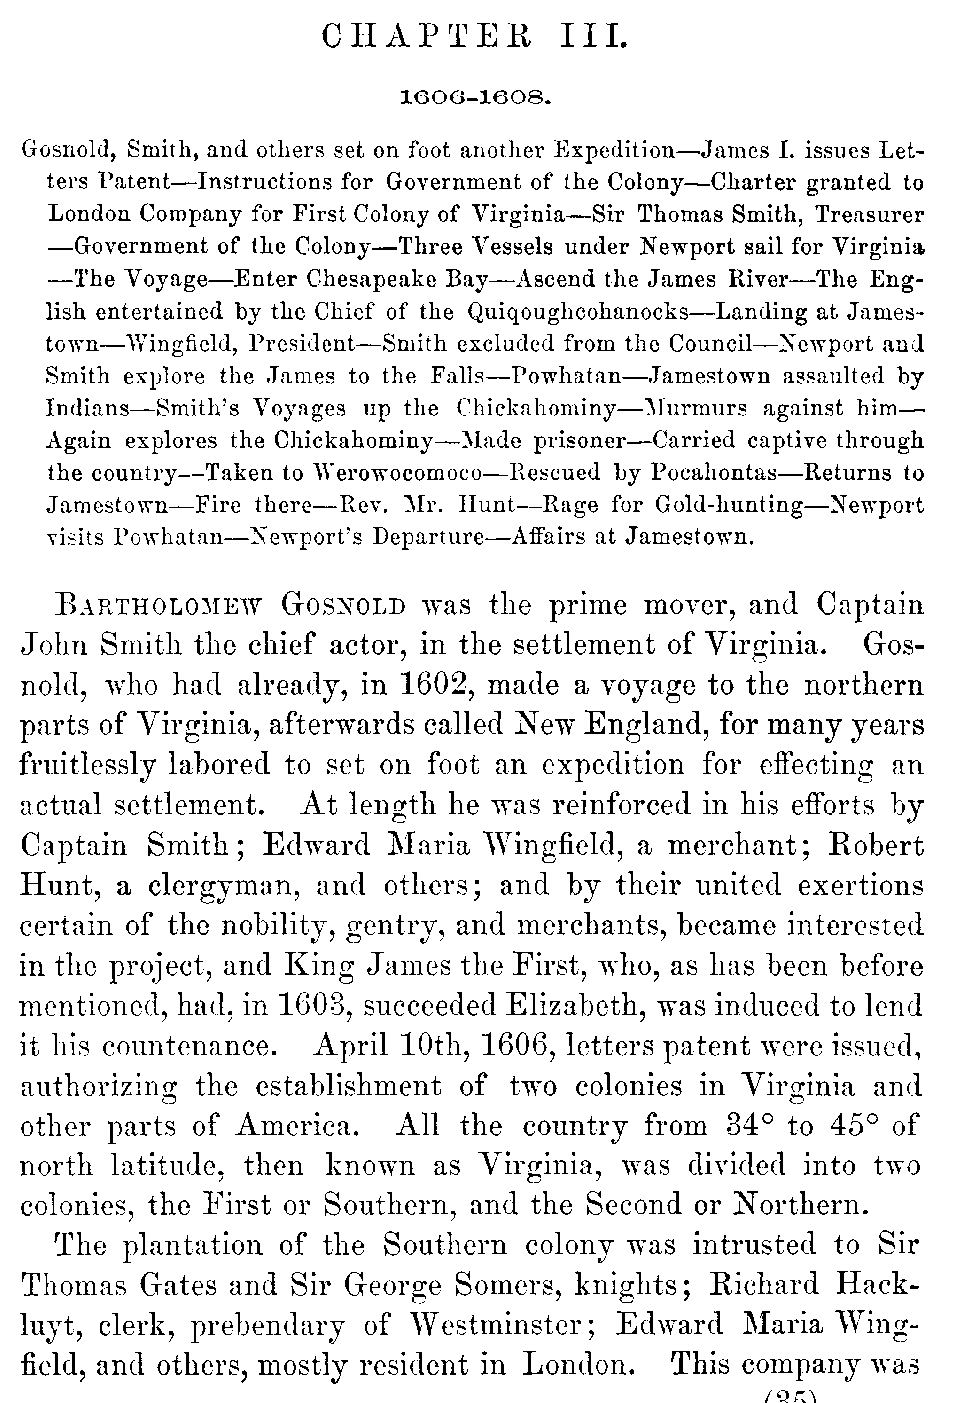 CHAPTER III.
1606-1608.
Gosnold, Smith, and others set on foot another Expedition—James I. issues Let-
ters Patent—Instructions for Government of the Colony—Charter granted to
London Company for First Colony of Virginia—Sir Thomas Smith, Treasurer
—Government of the Colony—Three Vessels under Newport sail for Virginia
—The Voyage—Enter Chesapeake Bay—Ascend the James River—The Eng-
lish entertained by the Chief of the Quiqoughcohanocks—Landing at James-
town—Wingfield, President—Smith excluded from the Council—Newport and
Smith explore the James to the Falls—Powhatan—Jamestown assaulted by
Indians—Smith's Voyages up the Chickahominy—Murmurs against him—
Again explores the Chickahominy—Made prisoner—Carried captive through
the country—Taken to Werowocomoco—Rescued by Pocahontas—Returns to
Jamestown—Fire there—Rev. Mr. Hunt—Rage for Gold-hunting—Newport
visits Powhatan—Newport's Departure—Affairs at Jamestown.
BARTHOLOMEW GOSNOLD was the prime mover, and Captain
John Smith the chief actor, in the settlement of Virginia. Gos-
nold, who had already, in 1602, made a voyage to the northern
parts of Virginia, afterwards called New England, for many years
fruitlessly labored to set on foot an expedition for effecting an
actual settlement. At length he was reinforced in his efforts by
Captain Smith; Edward Maria Wingfield, a merchant; Robert
Hunt, a clergyman, and others; and by their united exertions
certain of the nobility, gentry, and merchants, became interested
in the project, and King James the First, who, as has been before
mentioned, had, in 1603, succeeded Elizabeth, was induced to lend
it his countenance. April 10th, 1606, letters patent were issued,
authorizing the establishment of two colonies in Virginia and
other parts of America. All the country from 34° to 45° of
north latitude, then known as Virginia, was divided into two
colonies, the First or Southern, and the Second or Northern.
The plantation of the Southern colony was intrusted to Sir
Thomas Gates and Sir George Somers, knights; Richard Hack-
luyt, clerk, prebendary of Westminster; Edward Maria Wing-
field, and others, mostly resident in London. This company was
(35)